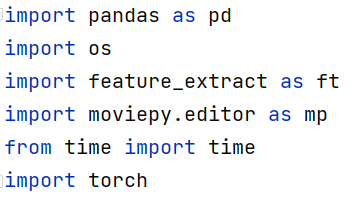 import pandas as pd
import os
import feature_extract as ft
import moviepy.editor as mp
from time import time
import torch